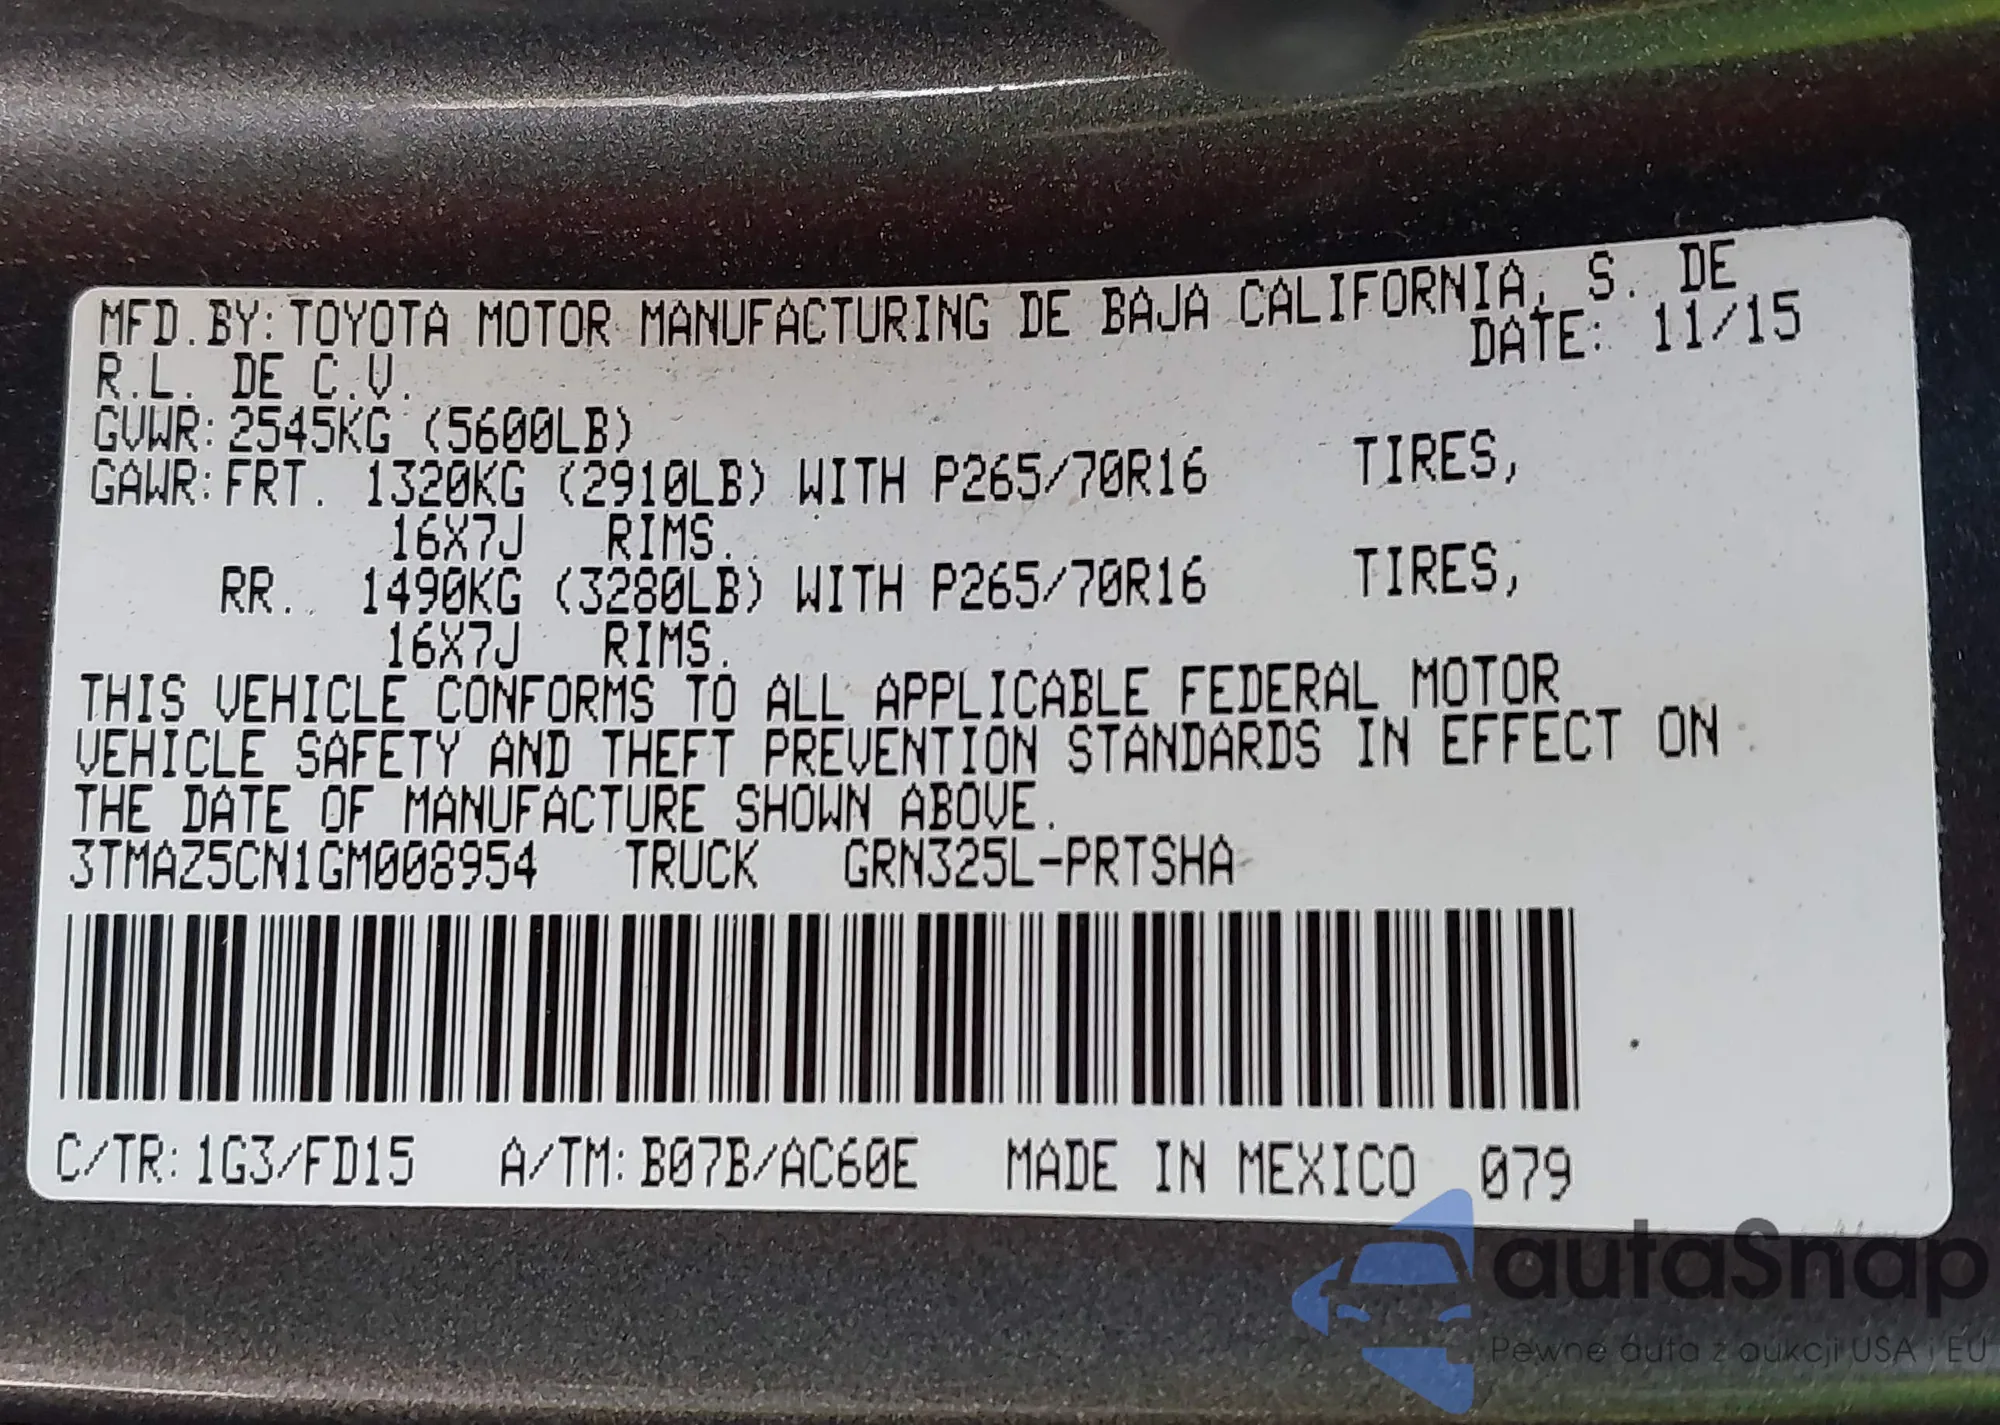 MFD.BY:TOYOTA MOTOR MANUFACTURING DE BAJA CALIFORNIA, S. DE
R.L. DE C.V. DATE: 11/15
GVWR:2545KG (5600LB)
GAWR:FRT. 1320KG (2910LB) WITH P265/70R16 TIRES,
16X7J RIMS.
RR. 1490KG (3280LB) WITH P265/70R16 TIRES,
16X7J RIMS.
THIS VEHICLE CONFORMS TO ALL APPLICABLE FEDERAL MOTOR
VEHICLE SAFETY AND THEFT PREVENTION STANDARDS IN EFFECT ON
THE DATE OF MANUFACTURE SHOWN ABOVE.
3TMAZ5CN1GM008954 TRUCK GRN325L-PRTSHA
C/TR:1G3/FD15 A/TM:B07B/AC60E MADE IN MEXICO 079
autaSnap
Pewne auta z aukcji USA i EU